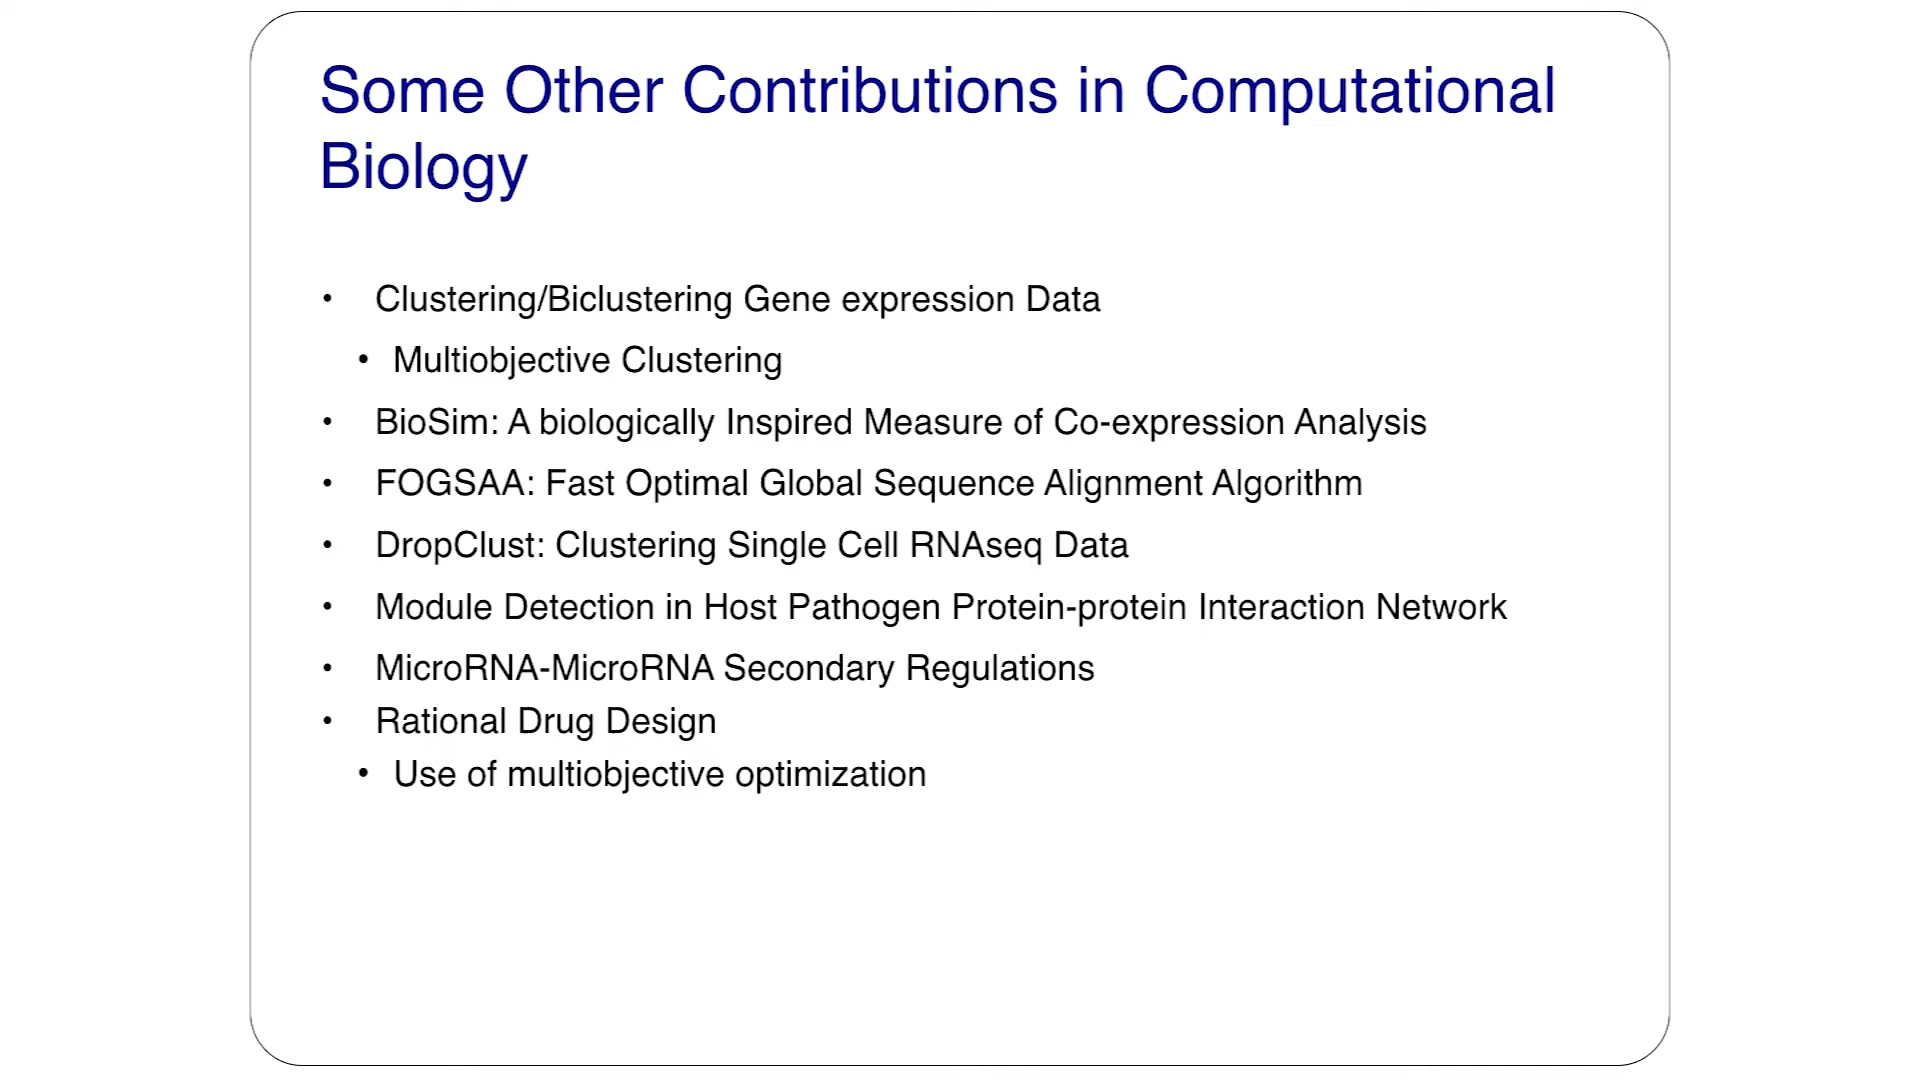 Some Other Contributions in Computational
Biology
• Clustering/Biclustering Gene expression Data
• Multiobjective Clustering
• BioSim: A biologically Inspired Measure of Co-expression Analysis
• FOGSAA: Fast Optimal Global Sequence Alignment Algorithm
• DropClust: Clustering Single Cell RNAseq Data
• Module Detection in Host Pathogen Protein-protein Interaction Network
• MicroRNA-MicroRNA Secondary Regulations
• Rational Drug Design
• Use of multiobjective optimization